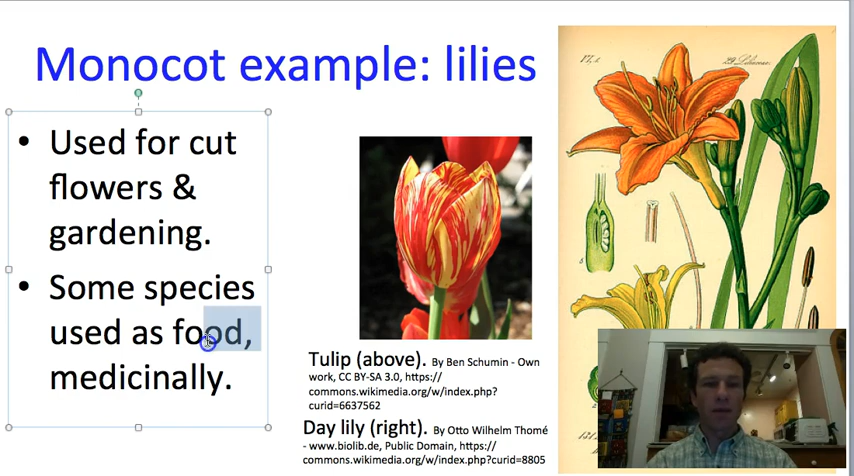 Monocot example: lilies
• Used for cut
flowers &
gardening.
• Some species
used as food,
medicinally.
Tulip (above). By Ben Schumin - Own
work, CC BY-SA 3.0, https://
commons.wikimedia.org/w/index.php?
curid=6637562
Day lily (right). By Otto Wilhelm Thomé
- www.biolib.de, Public Domain, https://
commons.wikimedia.org/w/index.php?curid=8805